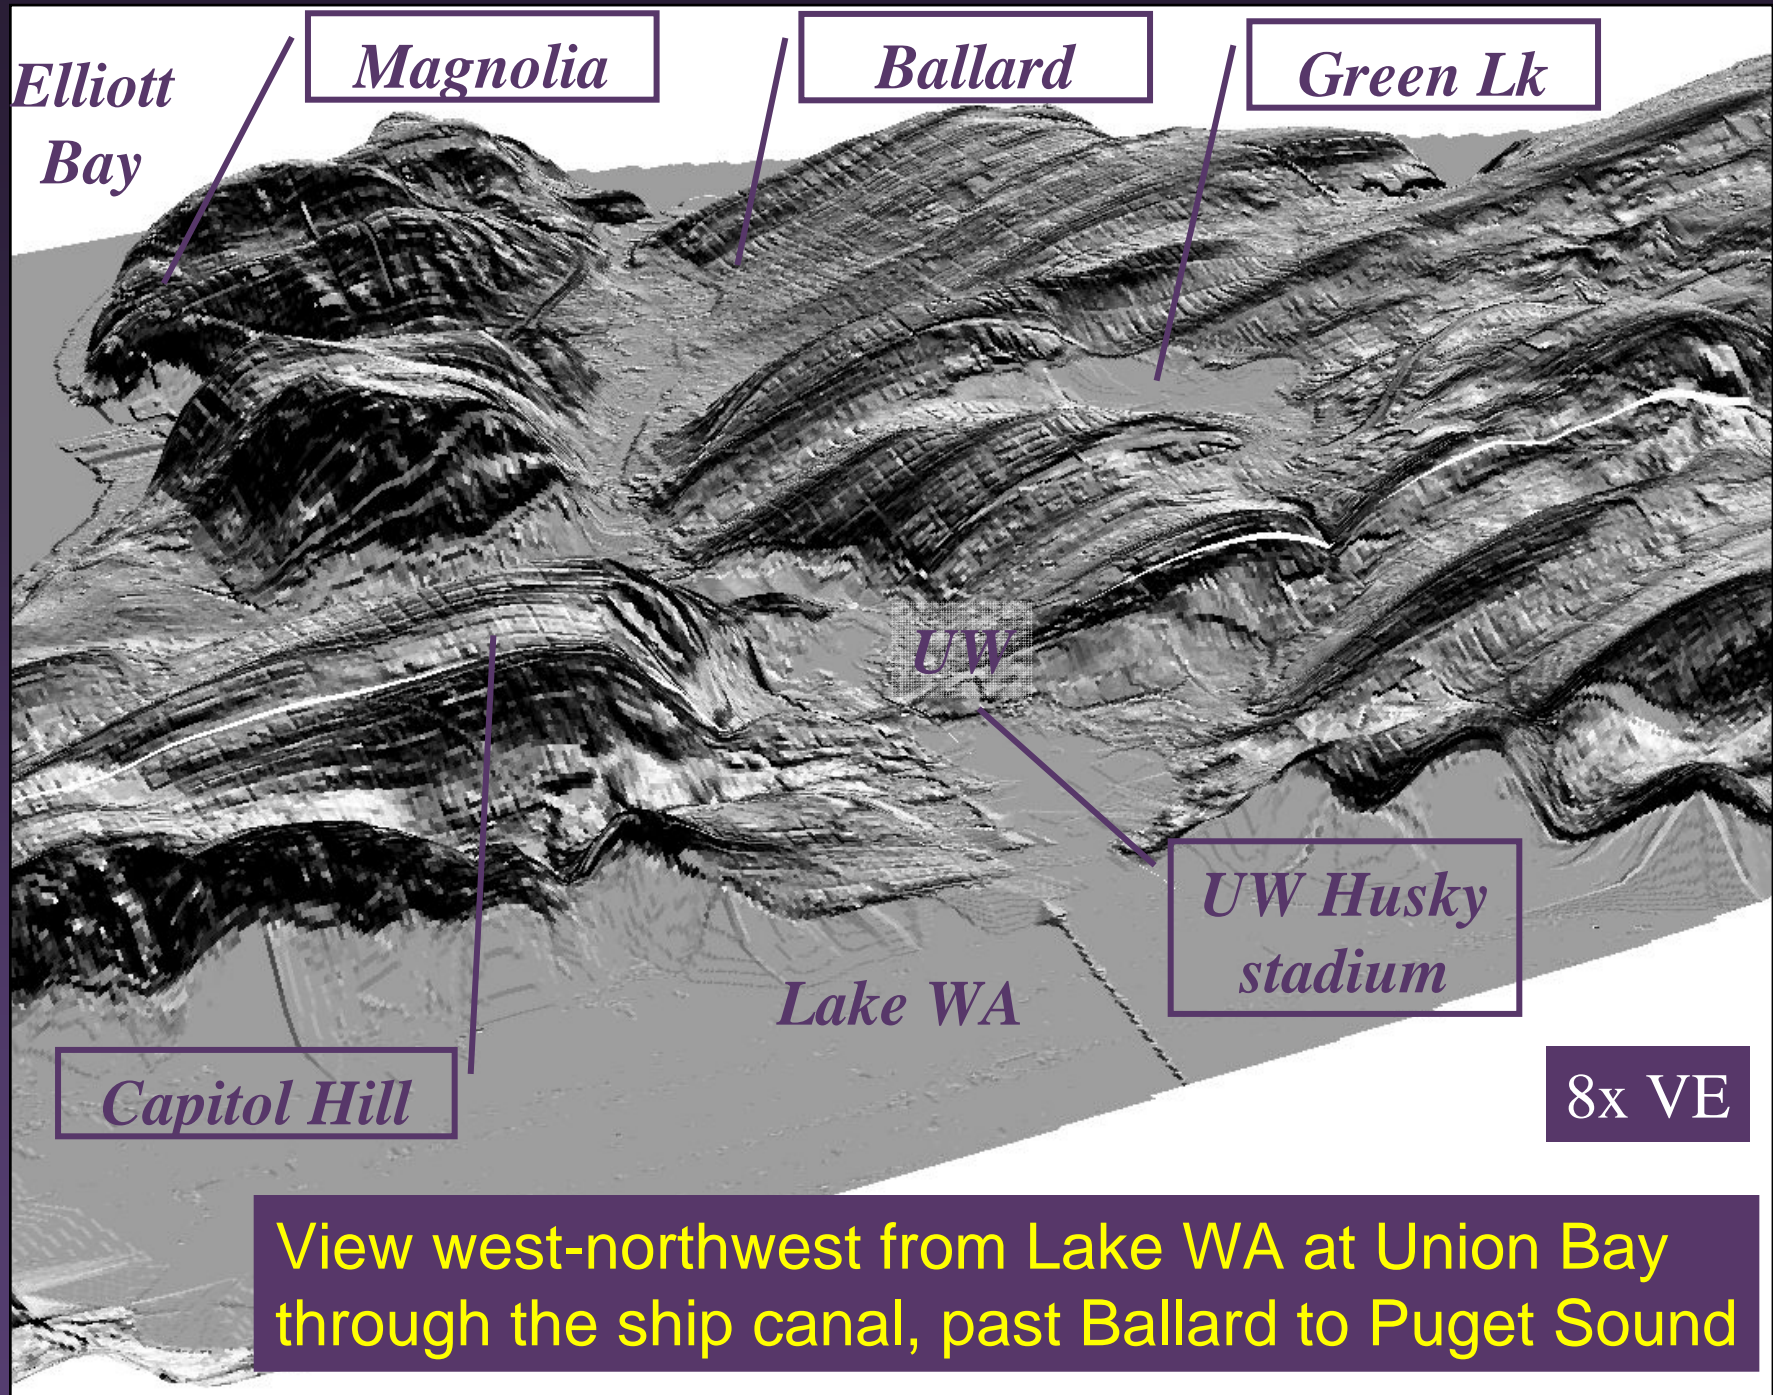 Elliott
Bay
Magnolia
Ballard
Green Lk
UW
UW Husky
stadium
Lake WA
Capitol Hill
8x VE
View west-northwest from Lake WA at Union Bay
through the ship canal, past Ballard to Puget Sound